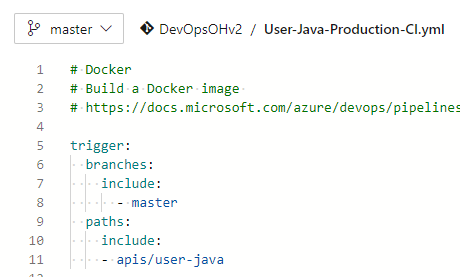 master DevOpsOHv2 / User-Java-Production-CI.yml
1 # Docker
2 # Build a Docker image
3 # https://docs.microsoft.com/azure/devops/pipelines
4
5 trigger:
6   branches:
7     include:
8       - master
9   paths:
10     include:
11     - apis/user-java